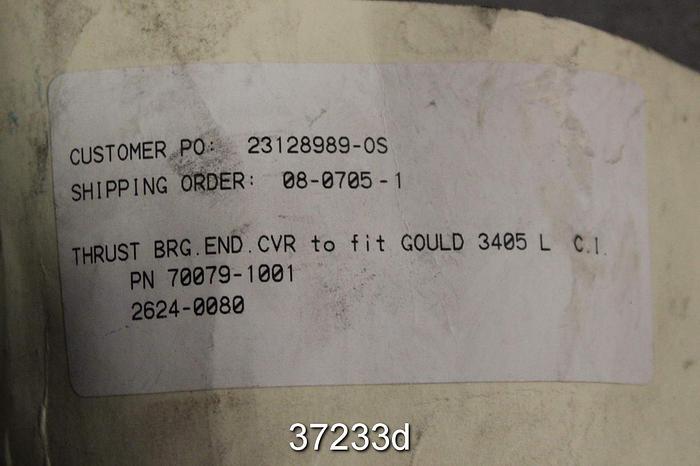 CUSTOMER PO: 23128989-OS
SHIPPING ORDER: 08-0705-1
THRUST BRG.END.CVR to fit GOULD 3405 L C.I.
PN 70079-1001
2624-0080
37233d